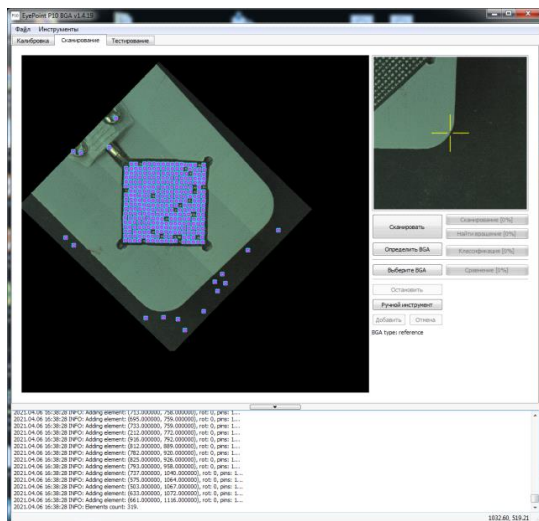 EyePoint P10 BGA v1.4.19
Файл Инструменты
Калибровка Сканирование Тестирование
Сканировать
Сканирование [0%]
Найти вращение [0%]
Определить BGA
Классификация [0%]
Выберите BGA
Сравнение [0%]
Остановить
Ручной инструмент
Добавить Отмена
BGA type: reference
2021.04.06 16:38:28 INFO: Adding element: (711.000000, 758.000000), rot: 0, pins: 1...
2021.04.06 16:38:28 INFO: Adding element: (695.000000, 759.000000), rot: 0, pins: 1...
2021.04.06 16:38:28 INFO: Adding element: (733.000000, 759.000000), rot: 0, pins: 1...
2021.04.06 16:38:28 INFO: Adding element: (212.000000, 772.000000), rot: 0, pins: 1...
2021.04.06 16:38:28 INFO: Adding element: (916.000000, 792.000000), rot: 0, pins: 1...
2021.04.06 16:38:28 INFO: Adding element: (812.000000, 889.000000), rot: 0, pins: 1...
2021.04.06 16:38:28 INFO: Adding element: (782.000000, 920.000000), rot: 0, pins: 1...
2021.04.06 16:38:28 INFO: Adding element: (825.000000, 926.000000), rot: 0, pins: 1...
2021.04.06 16:38:28 INFO: Adding element: (793.000000, 958.000000), rot: 0, pins: 1...
2021.04.06 16:38:28 INFO: Adding element: (737.000000, 1040.000000), rot: 0, pins: 1...
2021.04.06 16:38:28 INFO: Adding element: (575.000000, 1064.000000), rot: 0, pins: 1...
2021.04.06 16:38:28 INFO: Adding element: (503.000000, 1067.000000), rot: 0, pins: 1...
2021.04.06 16:38:28 INFO: Adding element: (633.000000, 1072.000000), rot: 0, pins: 1...
2021.04.06 16:38:28 INFO: Adding element: (661.000000, 1116.000000), rot: 0, pins: 1...
2021.04.06 16:38:28 INFO: Elements count: 319.
1032.60, 519.21